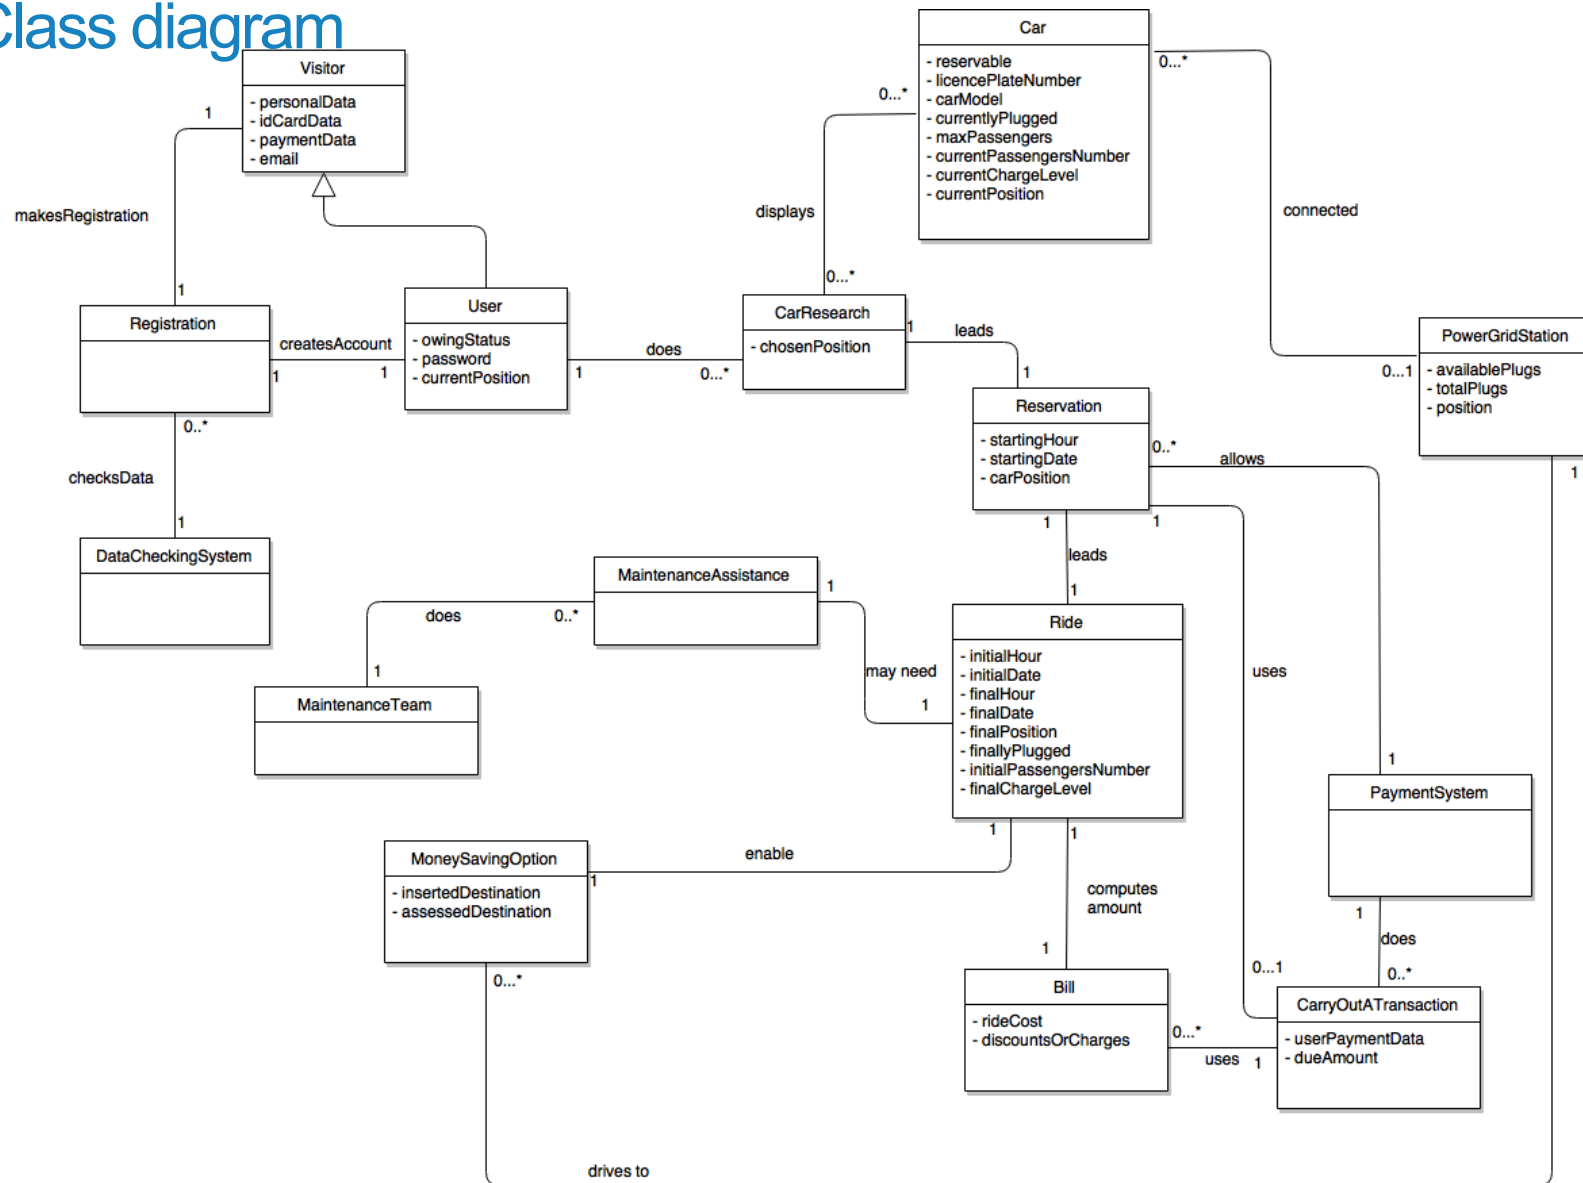 Class diagram
Visitor
- personalData
- idCardData
- paymentData
- email
Car
- reservable
- licencePlateNumber
- carModel
- currentlyPlugged
- maxPassengers
- currentPassengersNumber
- currentChargeLevel
- currentPosition
0...*
0...*
1
makesRegistration
displays
connected
1
0...*
Registration
User
- owingStatus
- password
- currentPosition
createsAccount
1
1
does
1
0...*
CarResearch
- chosenPosition
1
leads
1
PowerGridStation
- availablePlugs
- totalPlugs
- position
0...1
1
Reservation
- startingHour
- startingDate
- carPosition
0..*
allows
0..*
checksData
1
DataCheckingSystem
1
1
leads
1
MaintenanceAssistance
1
does
0..*
1
MaintenanceTeam
may need
1
Ride
- initialHour
- initialDate
- finalHour
- finalDate
- finalPosition
- finallyPlugged
- initialPassengersNumber
- finalChargeLevel
uses
1
PaymentSystem
1
1
enable
MoneySavingOption
- insertedDestination
- assessedDestination
1
computes
amount
1
does
1
0...1
0..*
0...*
Bill
- rideCost
- discountsOrCharges
CarryOutATransaction
- userPaymentData
- dueAmount
0...*
uses
1
drives to